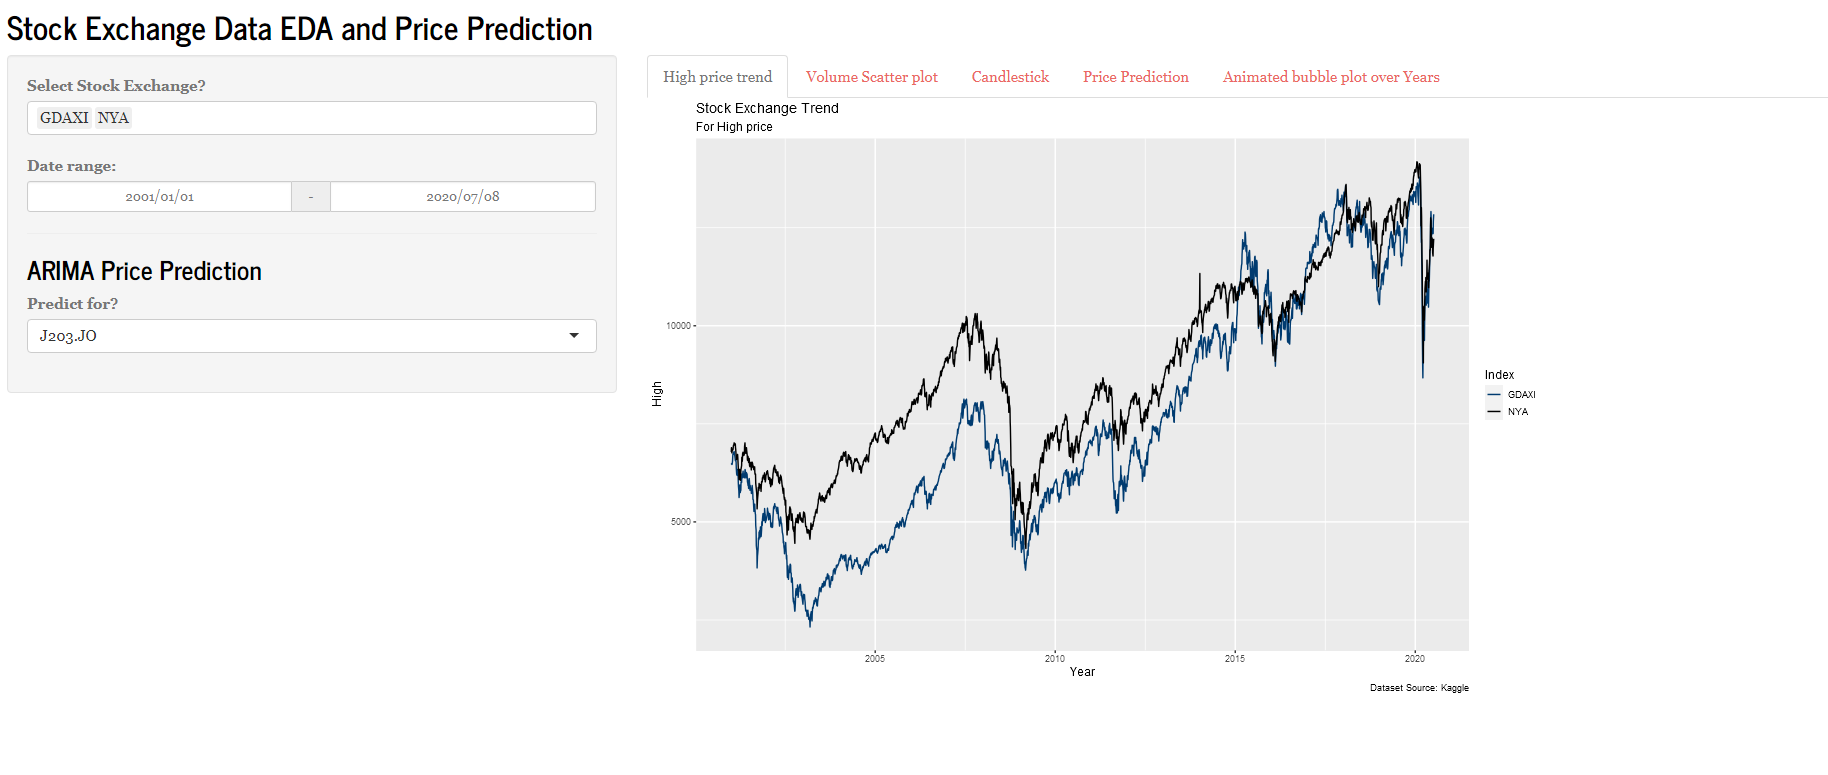 Stock Exchange Data EDA and Price Prediction
Select Stock Exchange?
GDAXI NYA
Date range:
2001/01/01 - 2020/07/08
ARIMA Price Prediction
Predict for?
J203.JO
High price trend Volume Scatter plot Candlestick Price Prediction Animated bubble plot over Years
Stock Exchange Trend
For High price
10000
5000
High
2005 2010 2015 2020
Year
Index
GDAXI
NYA
Dataset Source: Kaggle